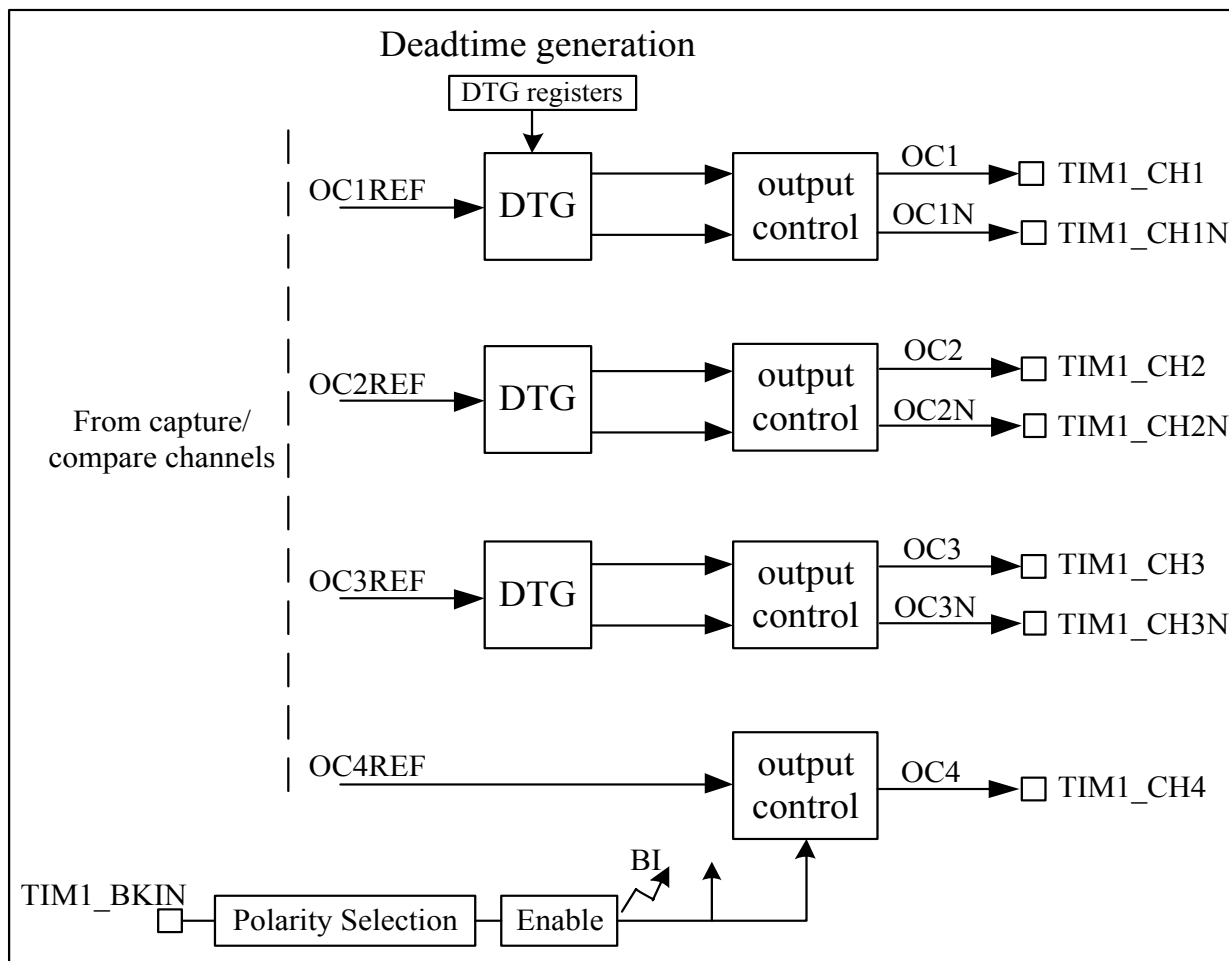 Deadtime generation
DTG registers
OC1REF
DTG
output
control
OC1
TIM1_CH1
OC1N
TIM1_CH1N
OC2REF
DTG
output
control
OC2
TIM1_CH2
OC2N
TIM1_CH2N
From capture/
compare channels
OC3REF
DTG
output
control
OC3
TIM1_CH3
OC3N
TIM1_CH3N
OC4REF
output
control
OC4
TIM1_CH4
BI
TIM1_BKIN
Polarity Selection
Enable